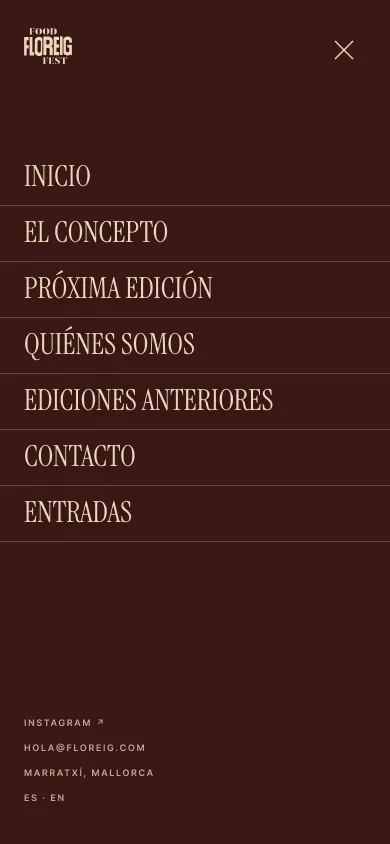 FOOD
FLOREIG
FEST
INICIO
EL CONCEPTO
PRÓXIMA EDICIÓN
QUIÉNES SOMOS
EDICIONES ANTERIORES
CONTACTO
ENTRADAS
INSTAGRAM ↗
HOLA@FLOREIG.COM
MARRATXÍ, MALLORCA
ES · EN